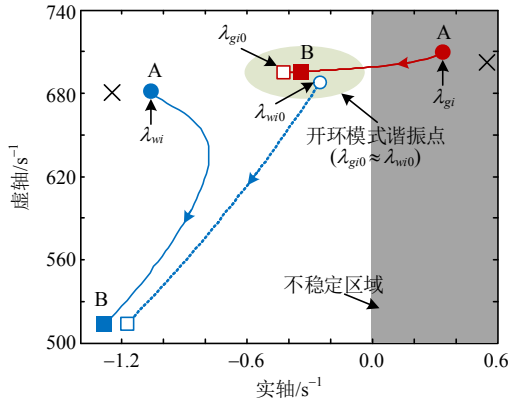 740
680
620
560
500
虚轴/s⁻¹
−1.2
−0.6
0.0
0.6
实轴/s⁻¹
A
λwi
B
λgi0
B
λwi0
A
λgi
开环模式谐振点
(λgi0≈λwi0)
不稳定区域